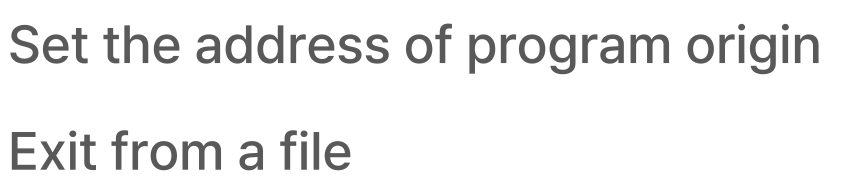 Set the address of program origin
Exit from a file